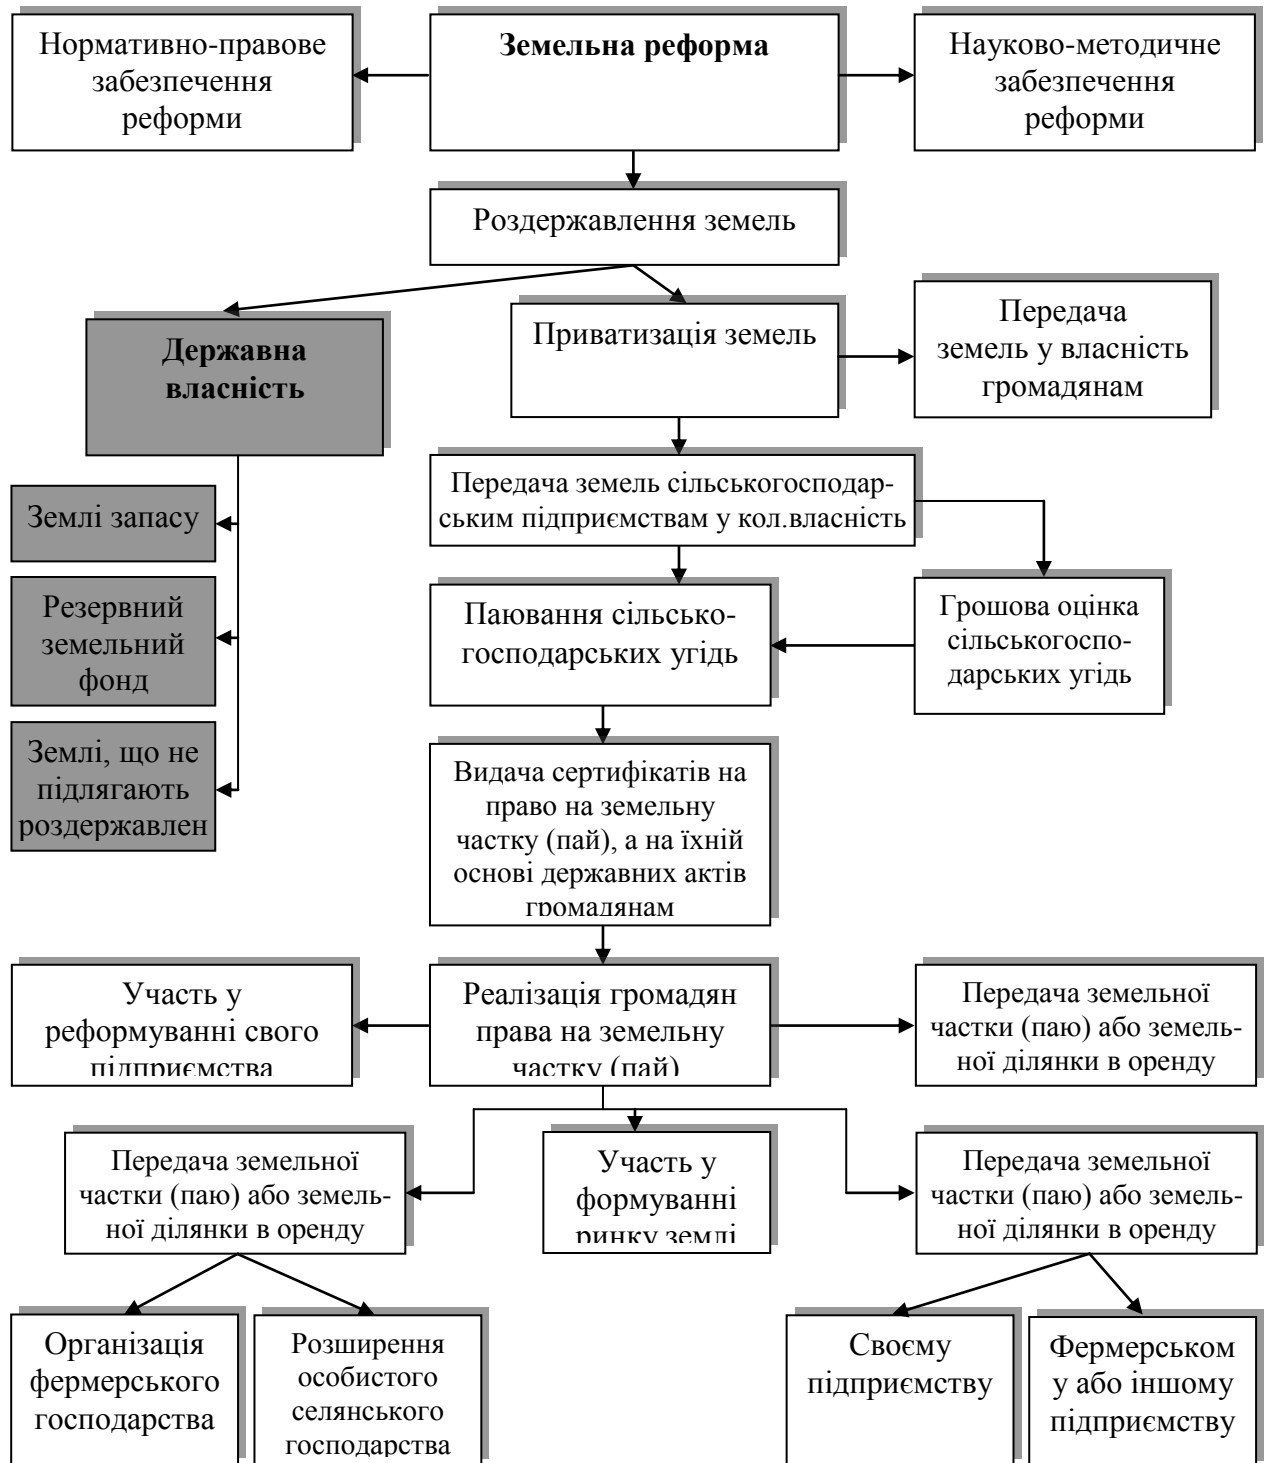 Нормативно-правове
забезпечення
реформи
Земельна реформа
Науково-методичне
забезпечення
реформи
Роздержавлення земель
Державна
власність
Приватизація земель
Передача
земель у власність
громадянам
Землі запасу
Резервний
земельний
фонд
Землі, що не
підлягають
роздержавлен
Передача земель сільськогосподар-
ським підприємствам у кол.власність
Паювання сільсько-
господарських угідь
Грошова оцінка
сільськогоспо-
дарських угідь
Видача сертифікатів на
право на земельну
частку (пай), а на їхній
основі державних актів
громадянам
Участь у
реформуванні свого
підприємства
Реалізація громадян
права на земельну
частку (пай)
Передача земельної
частки (паю) або земель-
ної ділянки в оренду
Передача земельної
частки (паю) або земель-
ної ділянки в оренду
Участь у
формуванні
ринку землі
Передача земельної
частки (паю) або земель-
ної ділянки в оренду
Організація
фермерського
господарства
Розширення
особистого
селянського
господарства
Своєму
підприємству
Фермерськом
у або іншому
підприємству